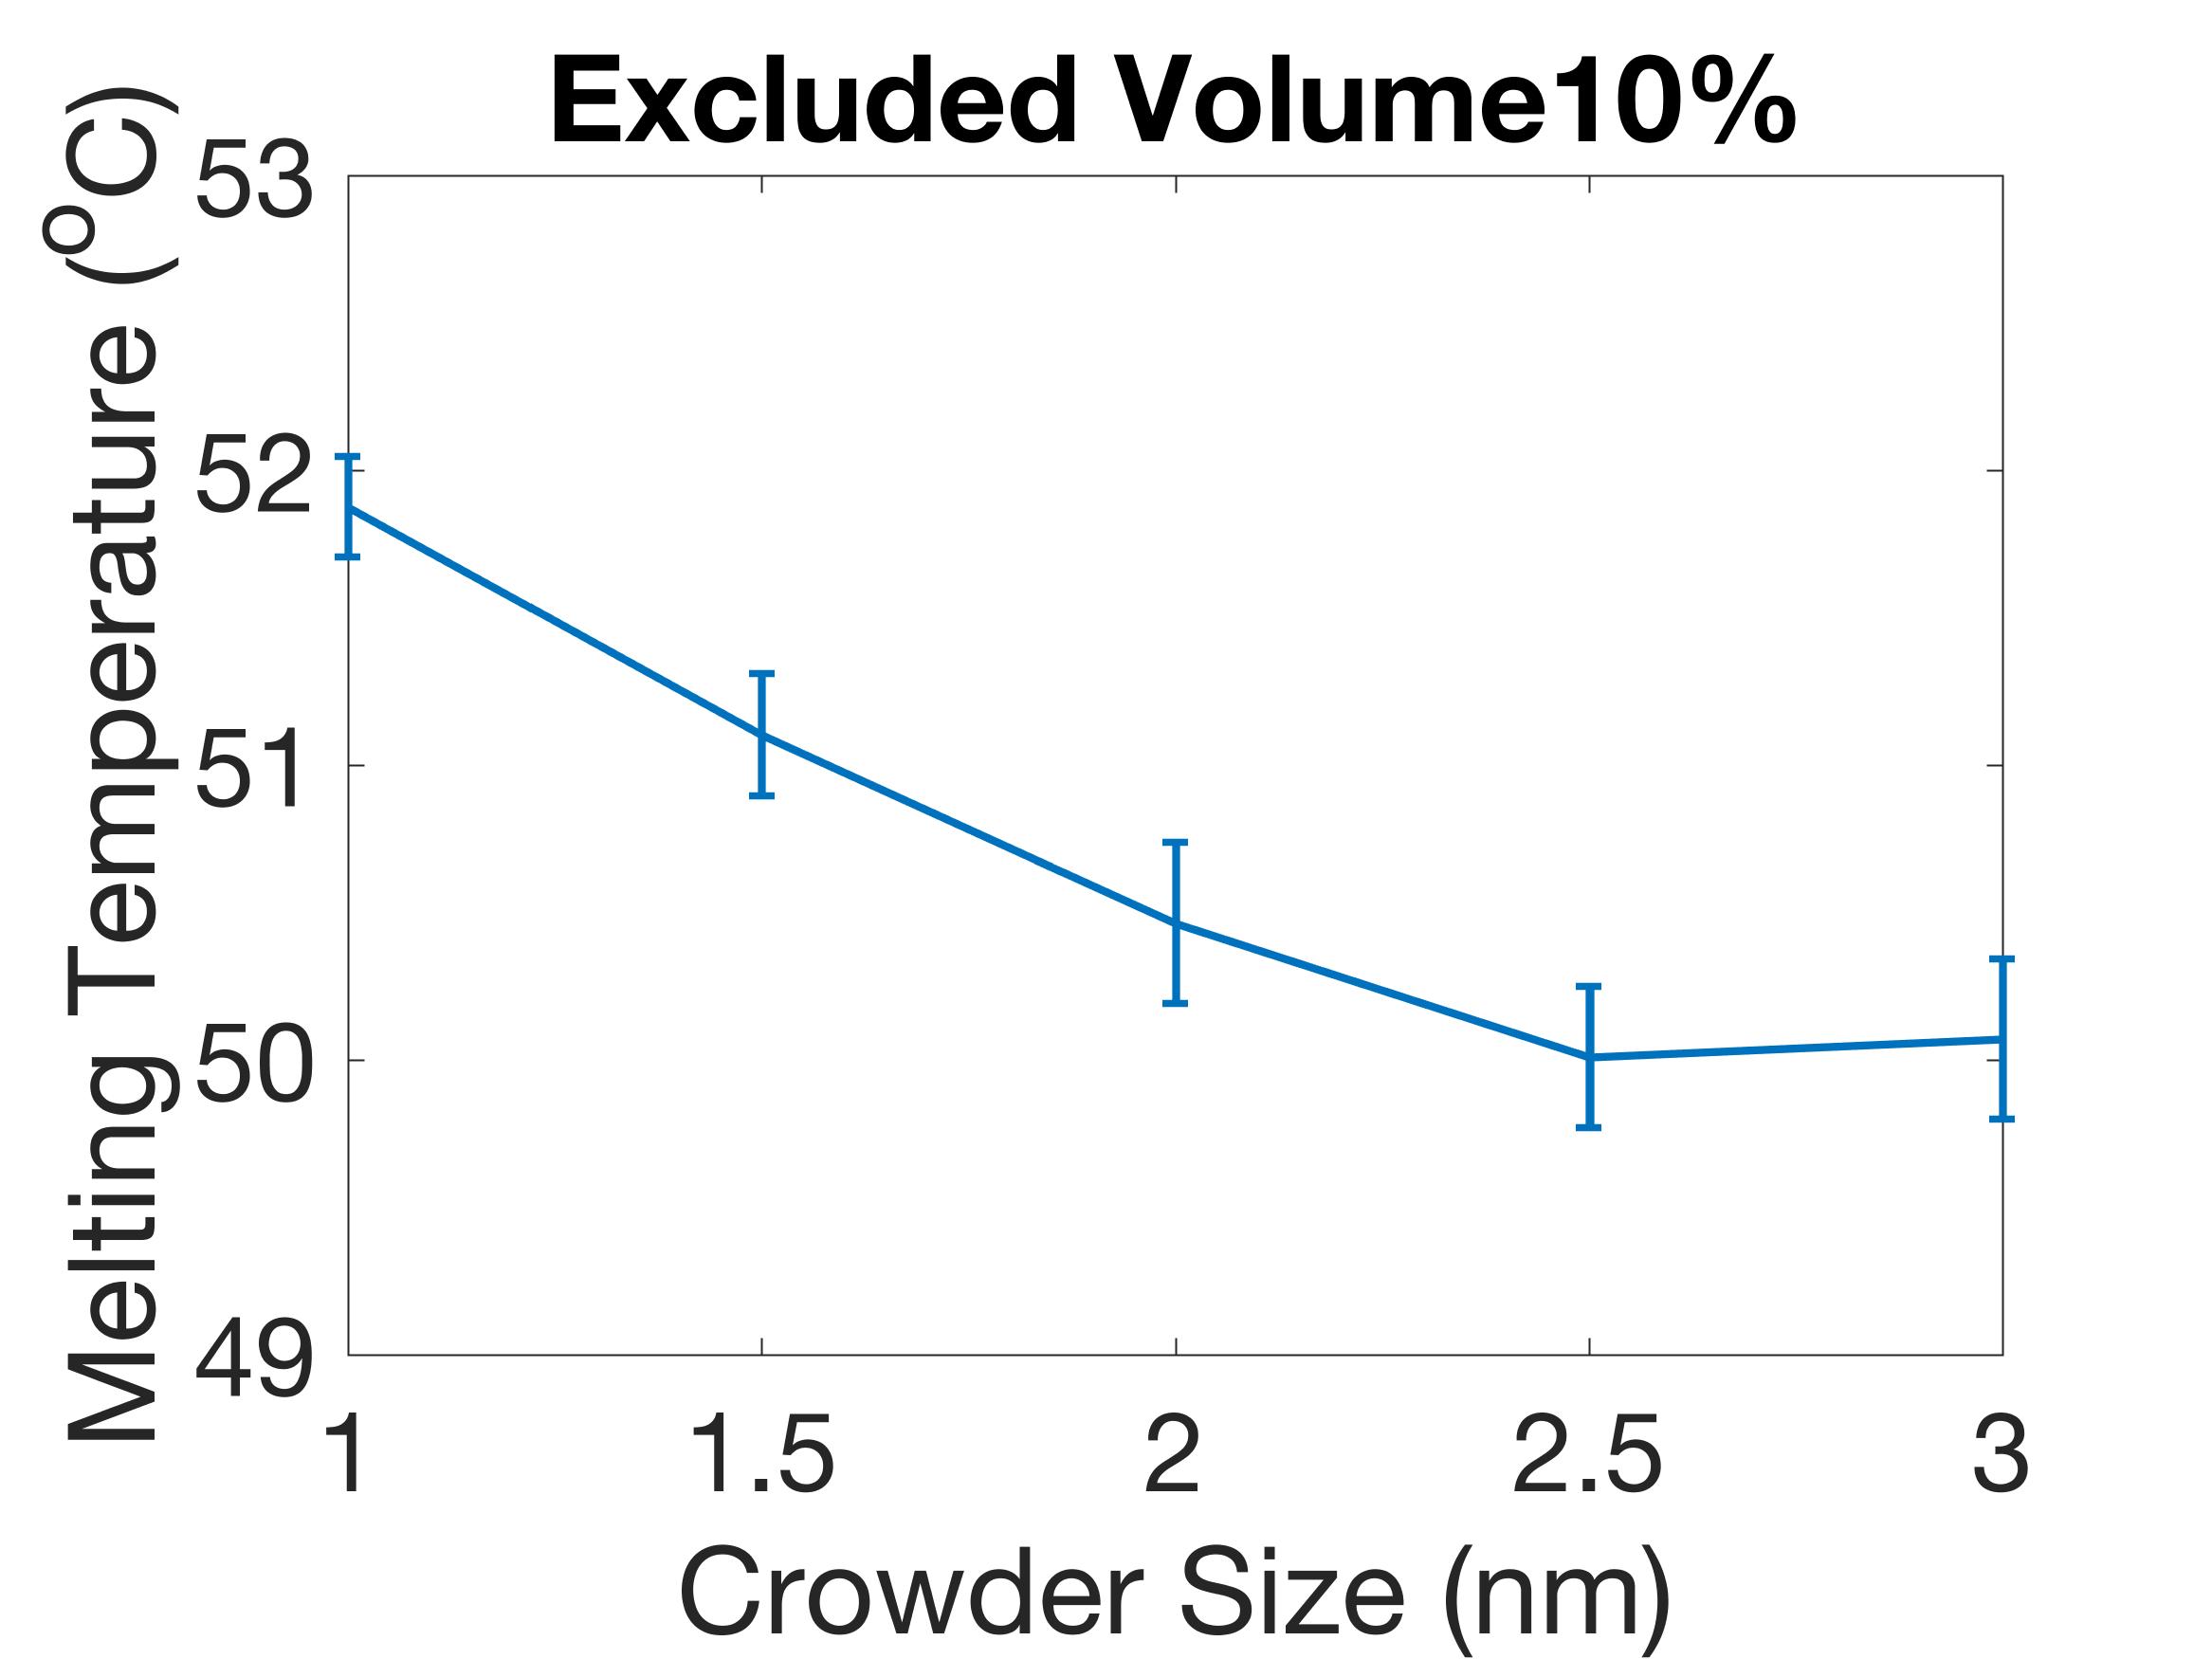 Excluded Volume10%
Melting Temperature (°C)
53
52
51
50
49
1 1.5 2 2.5 3
Crowder Size (nm)